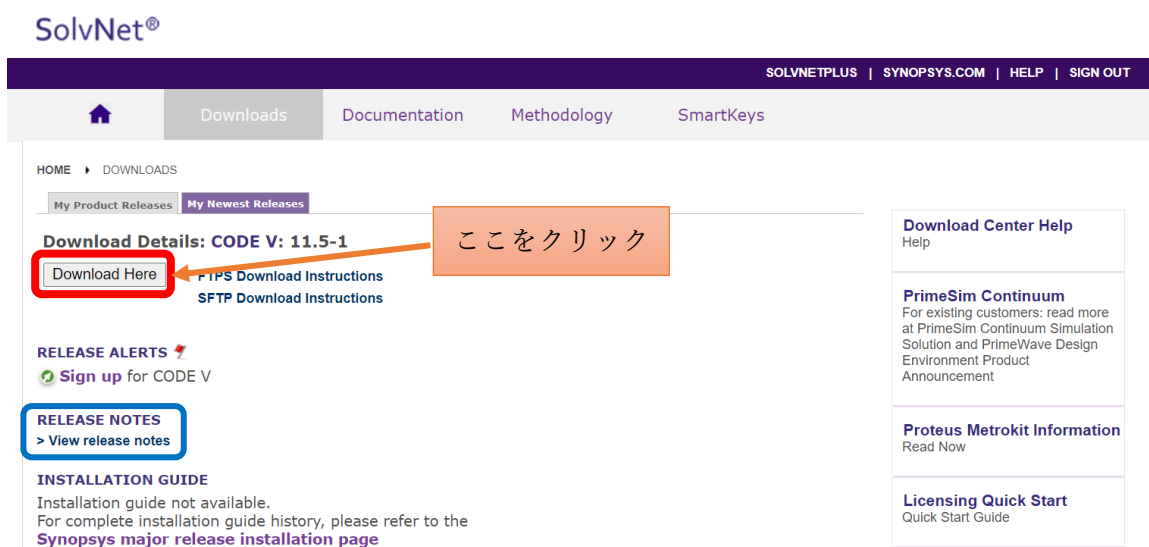 SolvNet®
SOLVNETPLUS | SYNOPSYS.COM | HELP | SIGN OUT
Downloads Documentation Methodology SmartKeys
HOME DOWNLOADS
My Product Releases My Newest Releases
Download Details: CODE V: 11.5-1
ここをクリック
Download Here
FTPS Download Instructions
SFTP Download Instructions
RELEASE ALERTS
Sign up for CODE V
RELEASE NOTES
> View release notes
INSTALLATION GUIDE
Installation guide not available.
For complete installation guide history, please refer to the
Synopsys major release installation page
Download Center Help
Help
PrimeSim Continuum
For existing customers: read more
at PrimeSim Continuum Simulation
Solution and PrimeWave Design
Environment Product
Announcement
Proteus Metrokit Information
Read Now
Licensing Quick Start
Quick Start Guide